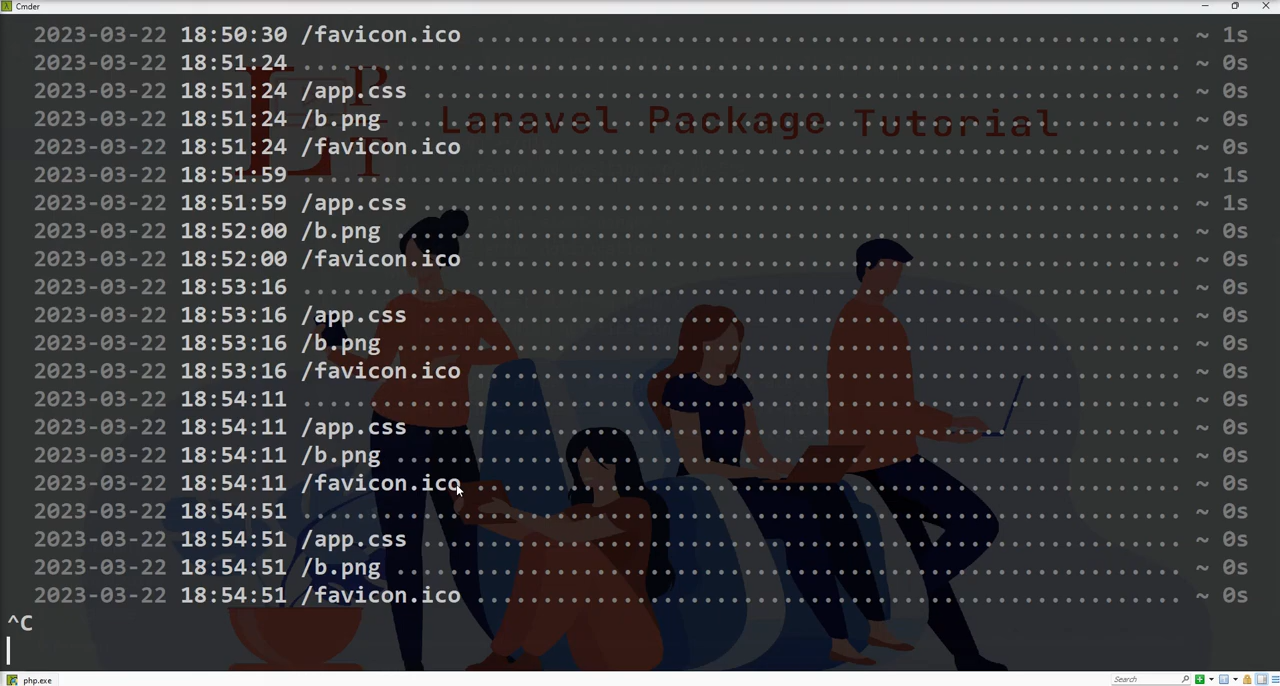 Cmder
2023-03-22 18:50:30 /favicon.ico ................................................ ~ 1s
2023-03-22 18:51:24 ............................................................ ~ 0s
2023-03-22 18:51:24 /app.css .................................................... ~ 0s
2023-03-22 18:51:24 /b.png ...................................................... ~ 0s
2023-03-22 18:51:24 /favicon.ico ................................................ ~ 0s
Laravel Package Tutorial
2023-03-22 18:51:59 ............................................................ ~ 1s
2023-03-22 18:51:59 /app.css .................................................... ~ 1s
2023-03-22 18:52:00 /b.png ...................................................... ~ 0s
2023-03-22 18:52:00 /favicon.ico ................................................ ~ 0s
2023-03-22 18:53:16 ............................................................ ~ 0s
2023-03-22 18:53:16 /app.css .................................................... ~ 0s
2023-03-22 18:53:16 /b.png ...................................................... ~ 0s
2023-03-22 18:53:16 /favicon.ico ................................................ ~ 0s
2023-03-22 18:54:11 ............................................................ ~ 0s
2023-03-22 18:54:11 /app.css .................................................... ~ 0s
2023-03-22 18:54:11 /b.png ...................................................... ~ 0s
2023-03-22 18:54:11 /favicon.ico ................................................ ~ 0s
2023-03-22 18:54:51 ............................................................ ~ 0s
2023-03-22 18:54:51 /app.css .................................................... ~ 0s
2023-03-22 18:54:51 /b.png ...................................................... ~ 0s
2023-03-22 18:54:51 /favicon.ico ................................................ ~ 0s
^C
php.exe
Search